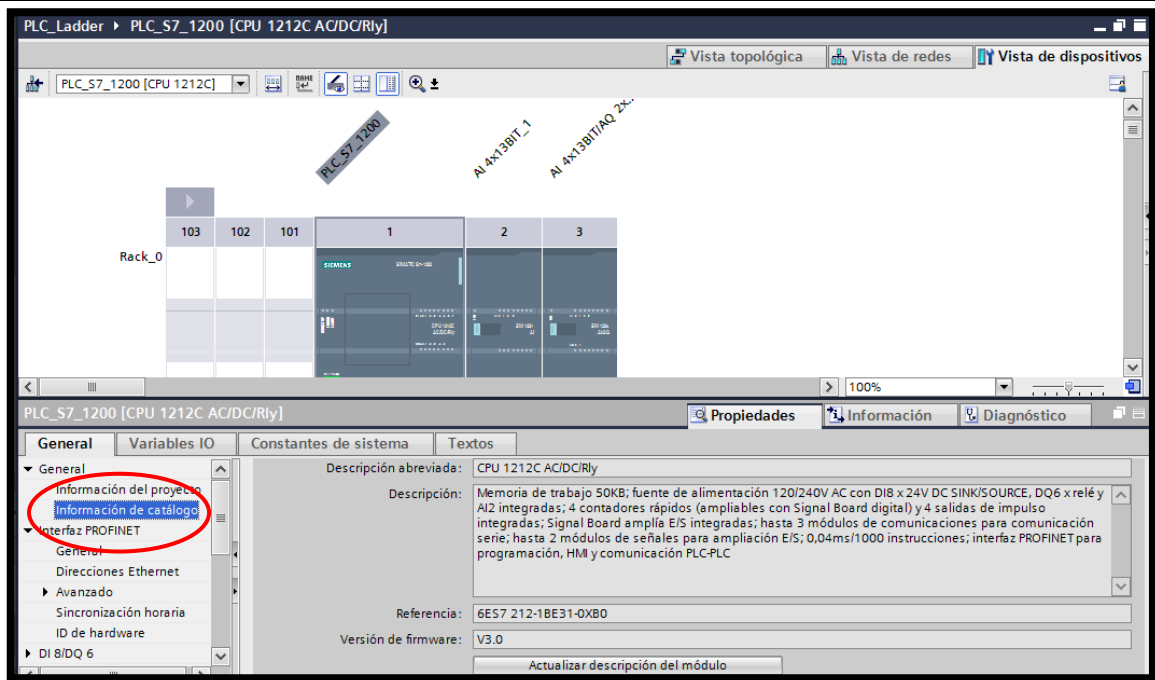 PLC_Ladder ▸ PLC_S7_1200 [CPU 1212C AC/DC/Rly]
Vista topológica
Vista de redes
Vista de dispositivos
PLC_S7_1200 [CPU 1212C]
PLC_S7_1200
AI 4x13BIT_1
AI 4x13BIT/AQ 2x...
103
102
101
1
2
3
Rack_0
SIEMENS
100%
PLC_S7_1200 [CPU 1212C AC/DC/Rly]
Propiedades
Información
Diagnóstico
General
Variables IO
Constantes de sistema
Textos
General
Información del proyecto
Información de catálogo
Interfaz PROFINET
General
Direcciones Ethernet
Avanzado
Sincronización horaria
ID de hardware
DI 8/DQ 6
Descripción abreviada:
CPU 1212C AC/DC/Rly
Descripción:
Memoria de trabajo 50KB; fuente de alimentación 120/240V AC con DI8 x 24V DC SINK/SOURCE, DQ6 x relé y
AI2 integradas; 4 contadores rápidos (ampliables con Signal Board digital) y 4 salidas de impulso
integradas; Signal Board amplía E/S integradas; hasta 3 módulos de comunicaciones para comunicación
serie; hasta 2 módulos de señales para ampliación E/S; 0,04ms/1000 instrucciones; interfaz PROFINET para
programación, HMI y comunicación PLC-PLC
Referencia:
6ES7 212-1BE31-0XB0
Versión de firmware:
V3.0
Actualizar descripción del módulo